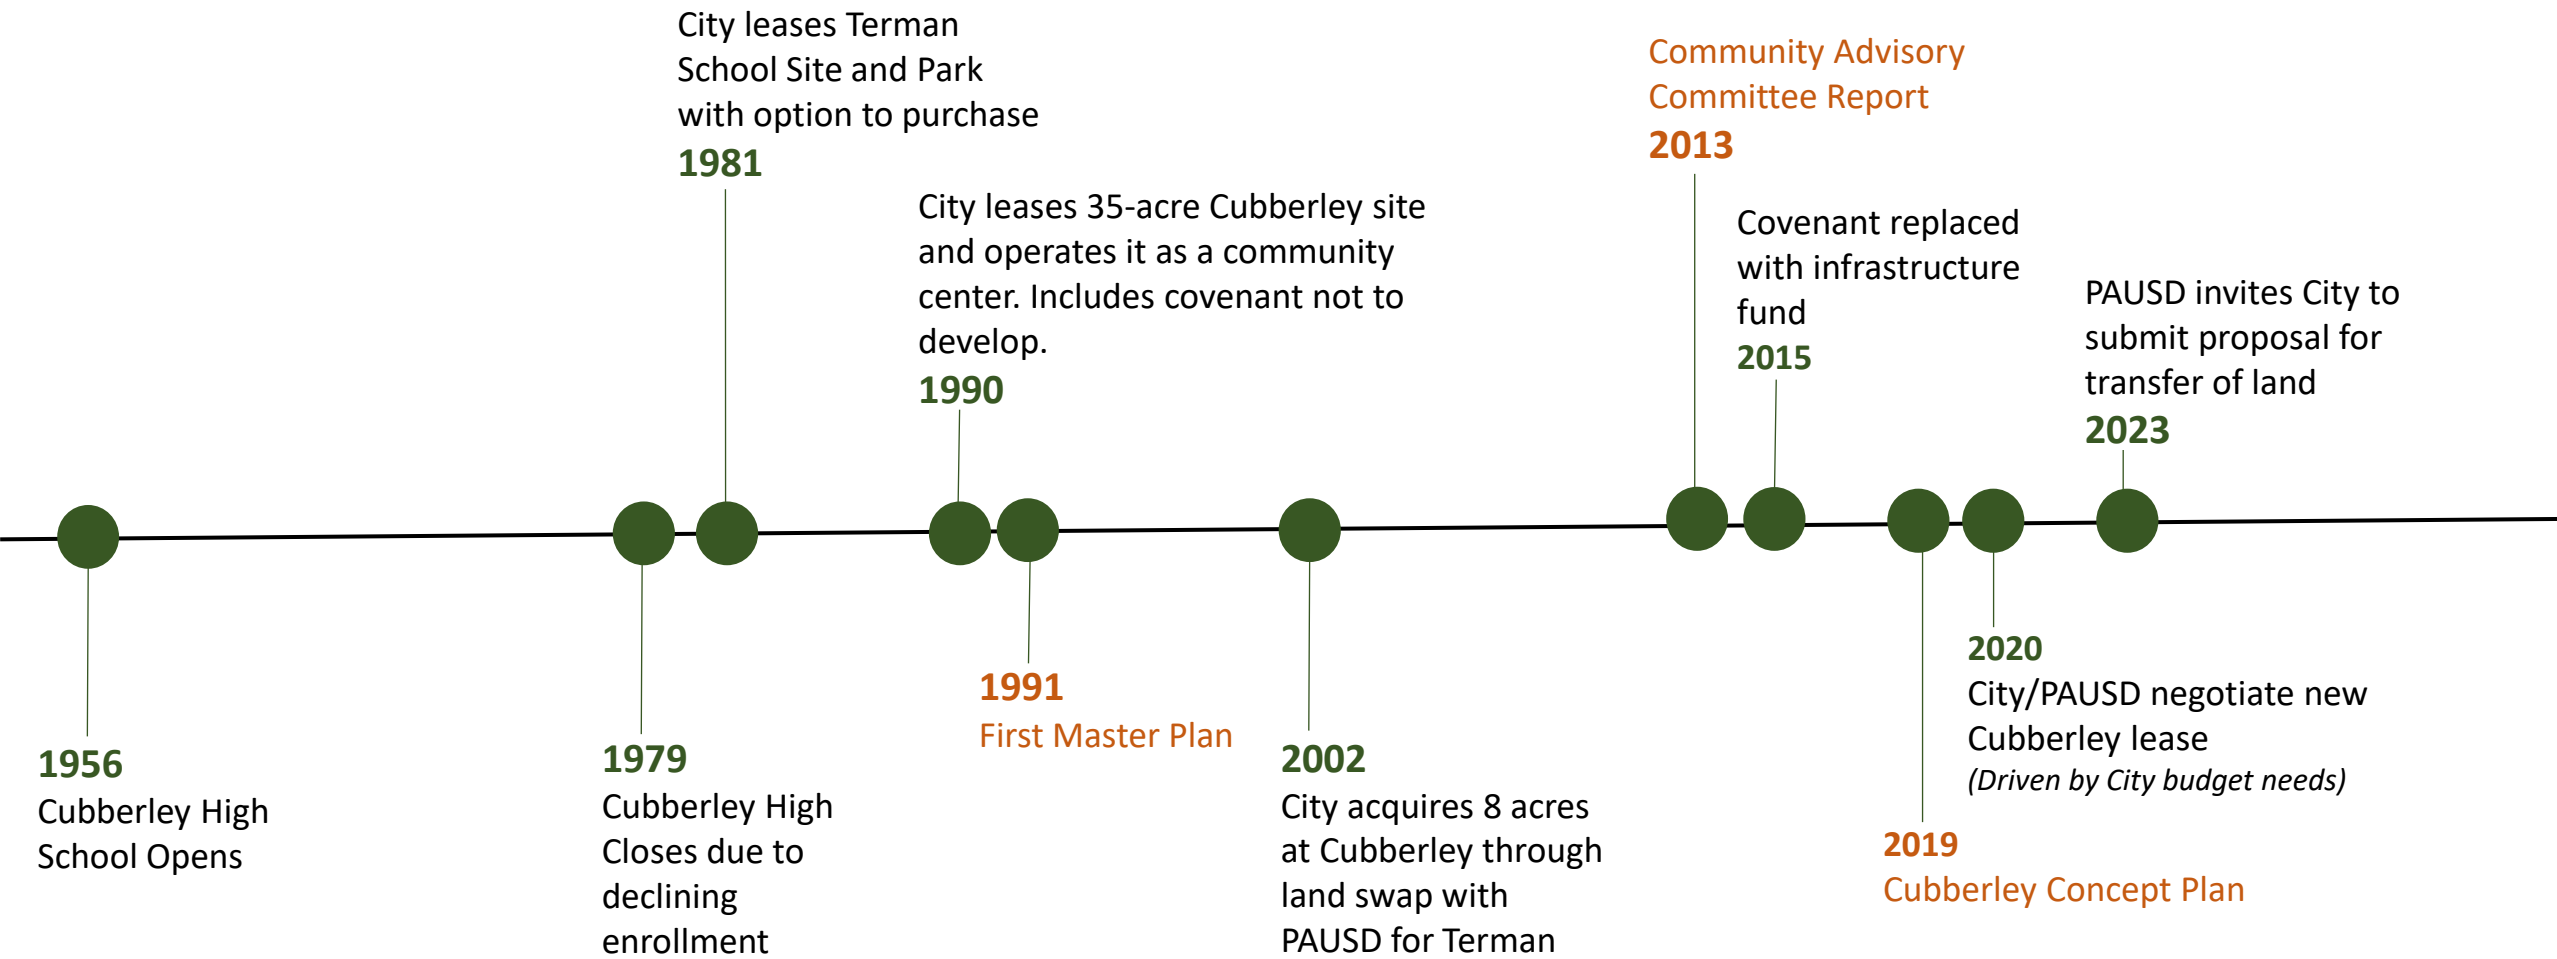 1956
Cubberley High
School Opens
1979
Cubberley High
Closes due to
declining
enrollment
City leases Terman
School Site and Park
with option to purchase
1981
City leases 35-acre Cubberley site
and operates it as a community
center. Includes covenant not to
develop.
1990
1991
First Master Plan
2002
City acquires 8 acres
at Cubberley through
land swap with
PAUSD for Terman
Community Advisory
Committee Report
2013
Covenant replaced
with infrastructure
fund
2015
2019
Cubberley Concept Plan
2020
City/PAUSD negotiate new
Cubberley lease
(Driven by City budget needs)
PAUSD invites City to
submit proposal for
transfer of land
2023